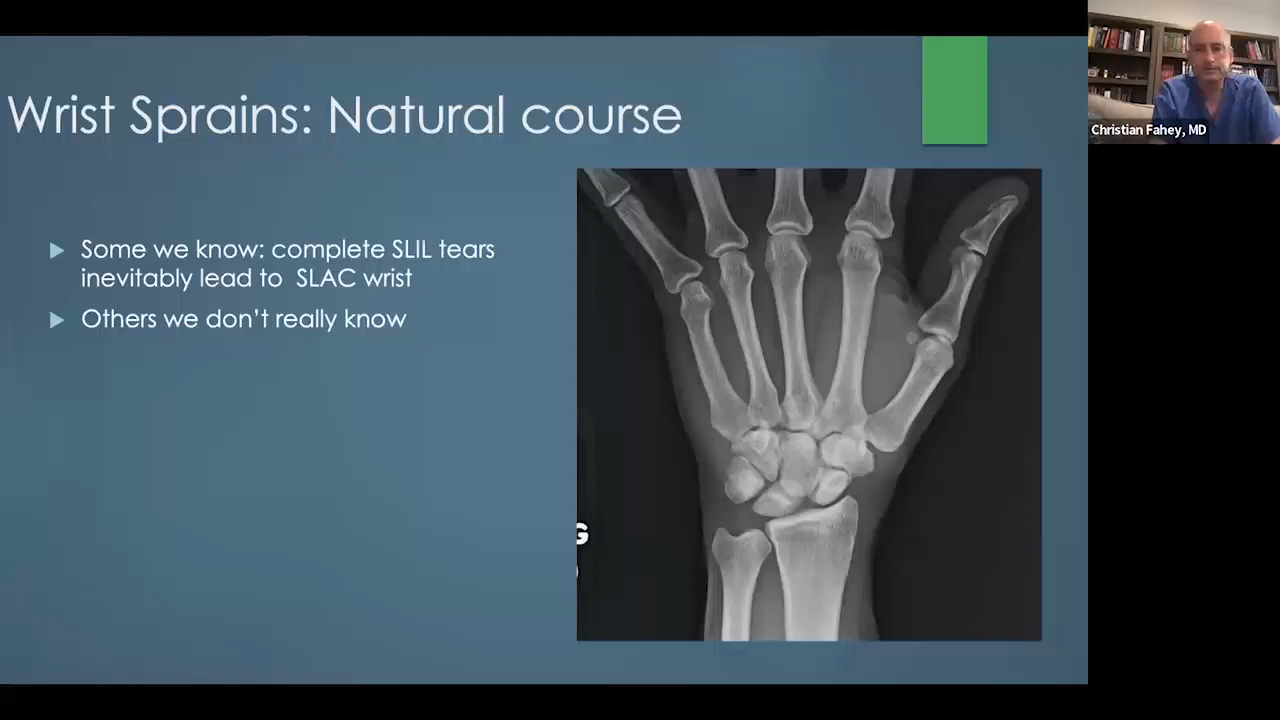 Wrist Sprains: Natural course
Some we know: complete SLIL tears
inevitably lead to SLAC wrist
Others we don't really know
G
)
Christian Fahey, MD